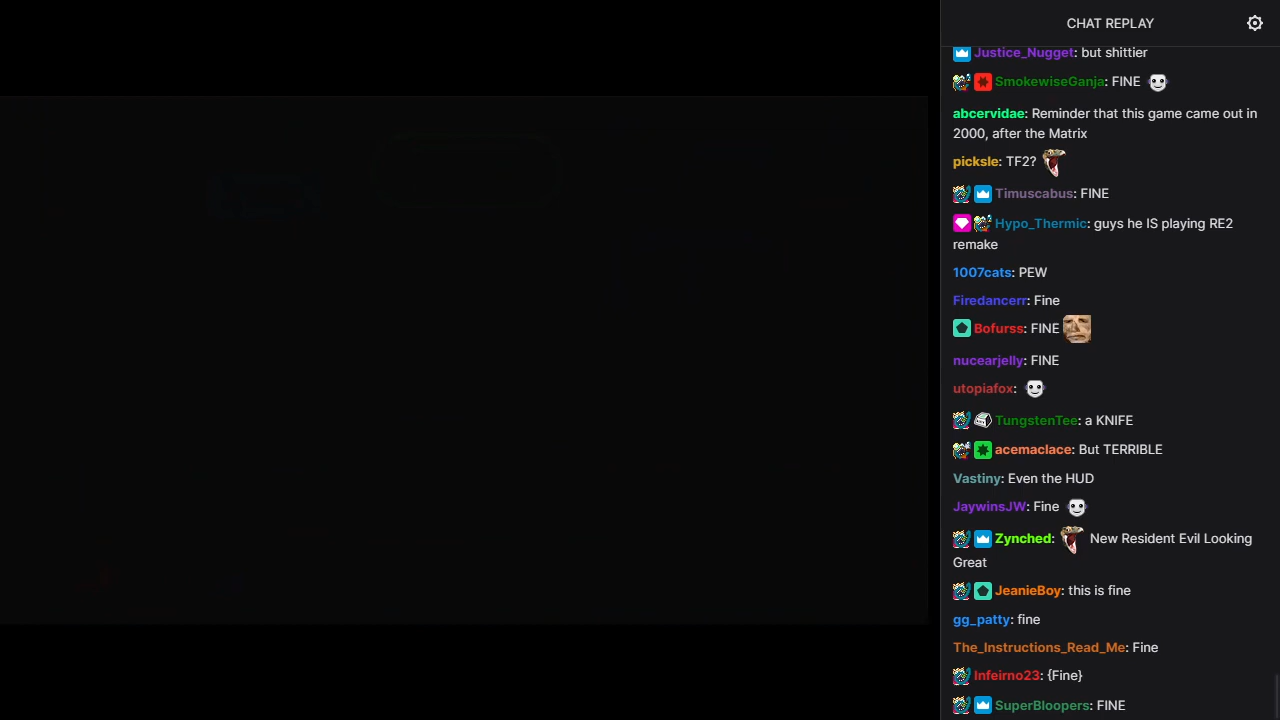 CHAT REPLAY
Justice_Nugget: but shittier
SmokewiseGanja: FINE
abcervidae: Reminder that this game came out in
2000, after the Matrix
picksle: TF2?
Timuscabus: FINE
Hypo_Thermic: guys he IS playing RE2
remake
1007cats: PEW
Firedancerr: Fine
Bofurss: FINE
nucearjelly: FINE
utopiafox:
TungstenTee: a KNIFE
acemaclace: But TERRIBLE
Vastiny: Even the HUD
JaywinsJW: Fine
Zynched: New Resident Evil Looking
Great
JeanieBoy: this is fine
gg_patty: fine
The_Instructions_Read_Me: Fine
Infeirno23: {Fine}
SuperBloopers: FINE